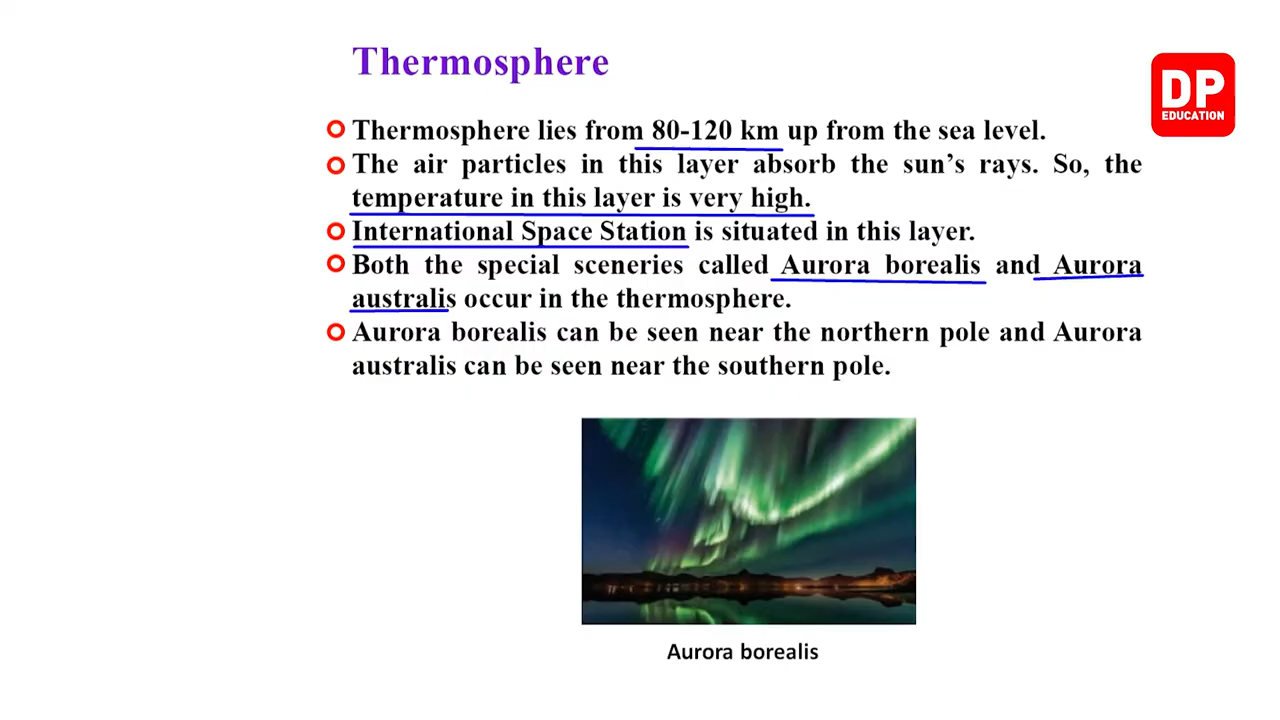 Thermosphere
DP
EDUCATION
Thermosphere lies from 80-120 km up from the sea level.
The air particles in this layer absorb the sun's rays. So, the
temperature in this layer is very high.
International Space Station is situated in this layer.
Both the special sceneries called Aurora borealis and Aurora
australis occur in the thermosphere.
Aurora borealis can be seen near the northern pole and Aurora
australis can be seen near the southern pole.
Aurora borealis